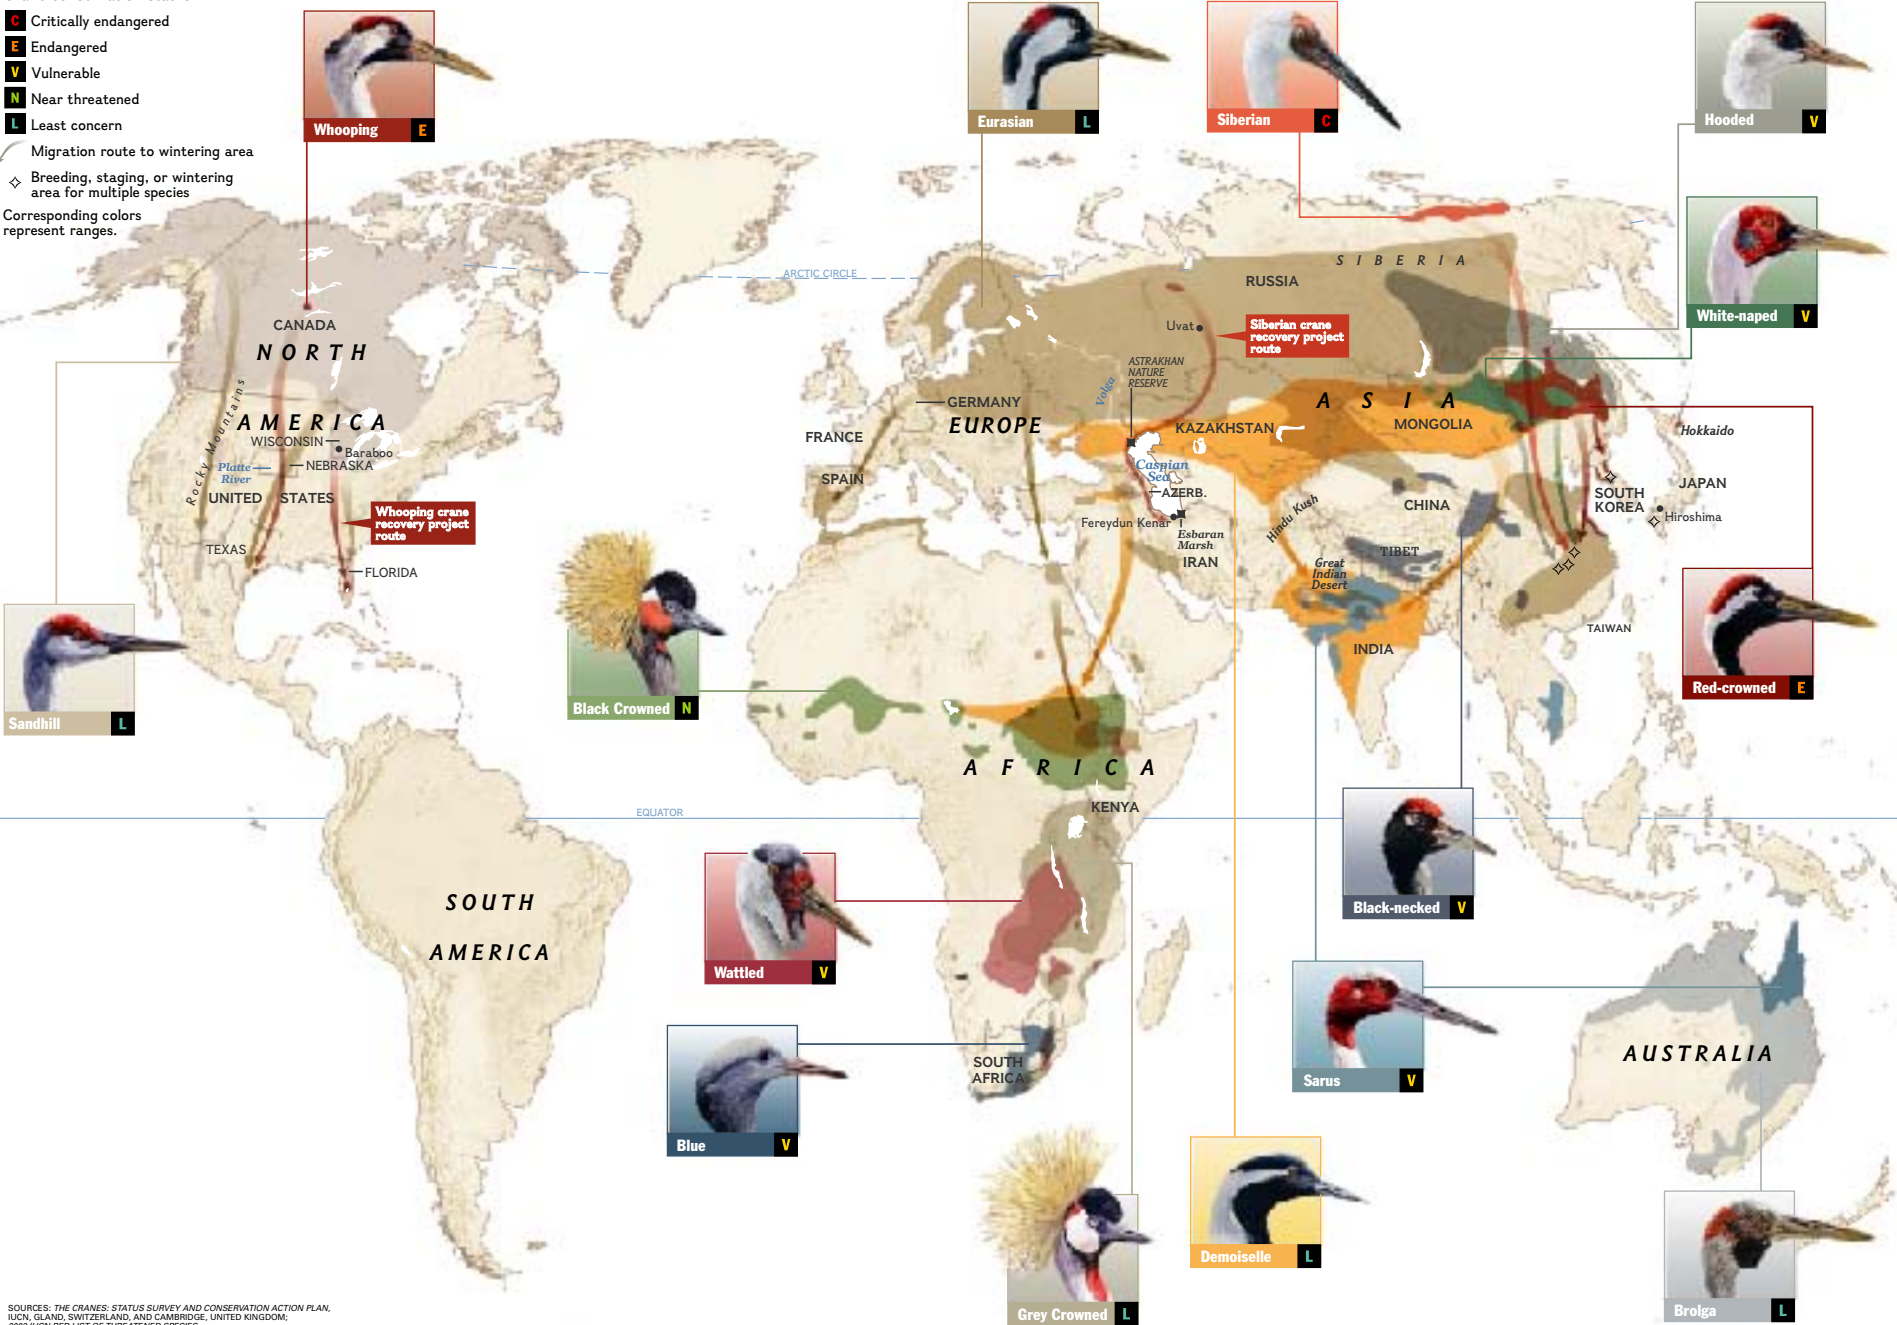 C Critically endangered
E Endangered
V Vulnerable
N Near threatened
L Least concern
Migration route to wintering area
Breeding, staging, or wintering
area for multiple species
Corresponding colors
represent ranges.
Whooping E
Eurasian L
Siberian C
Hooded V
White-naped V
ARCTIC CIRCLE
SIBERIA
RUSSIA
CANADA
NORTH
AMERICA
Uvat
Siberian crane
recovery project
route
ASTRAKHAN
NATURE
RESERVE
Volga
Rocky Mountains
GERMANY
EUROPE
ASIA
KAZAKHSTAN
MONGOLIA
Hokkaido
WISCONSIN
Baraboo
NEBRASKA
Platte
River
UNITED STATES
FRANCE
SPAIN
Caspian
Sea
AZERB.
Fereydun Kenar
Esbaran
Marsh
IRAN
Hindu Kush
CHINA
SOUTH
KOREA
JAPAN
Hiroshima
Whooping crane
recovery project
route
TEXAS
FLORIDA
TIBET
Great
Indian
Desert
TAIWAN
INDIA
Red-crowned E
Sandhill L
Black Crowned N
AFRICA
KENYA
EQUATOR
SOUTH
AMERICA
Wattled V
Black-necked V
Blue V
SOUTH
AFRICA
Sarus V
AUSTRALIA
Demoiselle L
Grey Crowned L
Brolga L
SOURCES: THE CRANES: STATUS SURVEY AND CONSERVATION ACTION PLAN,
IUCN, GLAND, SWITZERLAND, AND CAMBRIDGE, UNITED KINGDOM;